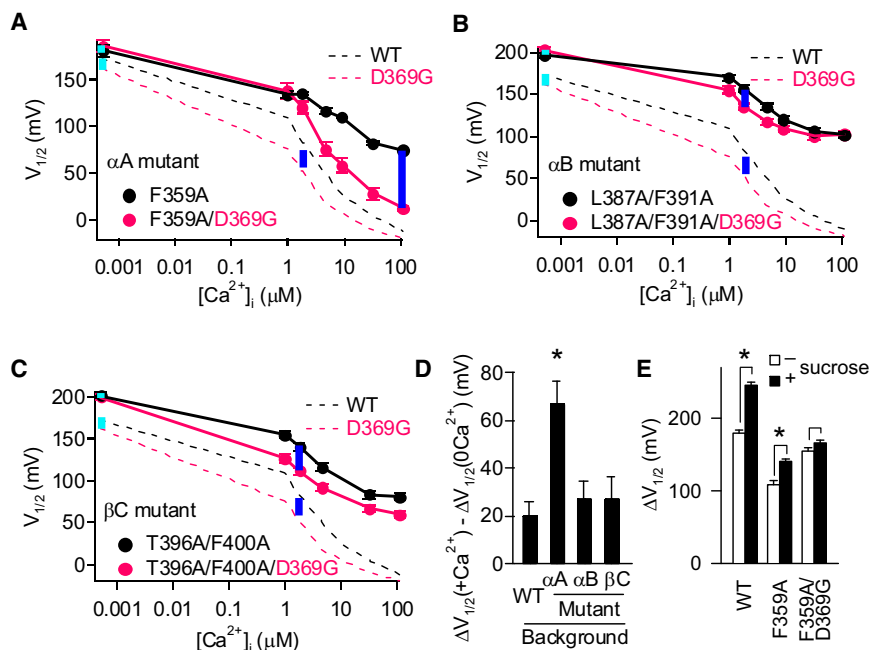 A
150
100
50
0
V1/2 (mV)
WT
D369G
αA mutant
F359A
F359A/D369G
0.001 0.01 0.1 1 10 100
[Ca2+]i (μM)
B
200
150
100
50
0
V1/2 (mV)
WT
D369G
αB mutant
L387A/F391A
L387A/F391A/D369G
0.001 0.01 0.1 1 10 100
[Ca2+]i (μM)
C
200
150
100
50
0
V1/2 (mV)
WT
D369G
βC mutant
T396A/F400A
T396A/F400A/D369G
0.001 0.01 0.1 1 10 100
[Ca2+]i (μM)
D
80
60
40
20
0
ΔV1/2(+Ca2+) - ΔV1/2(0Ca2+) (mV)
*
WT αA αB βC
Mutant
Background
E
200
100
0
ΔV1/2 (mV)
−
+
sucrose
*
*
WT
F359A
F359A/
D369G